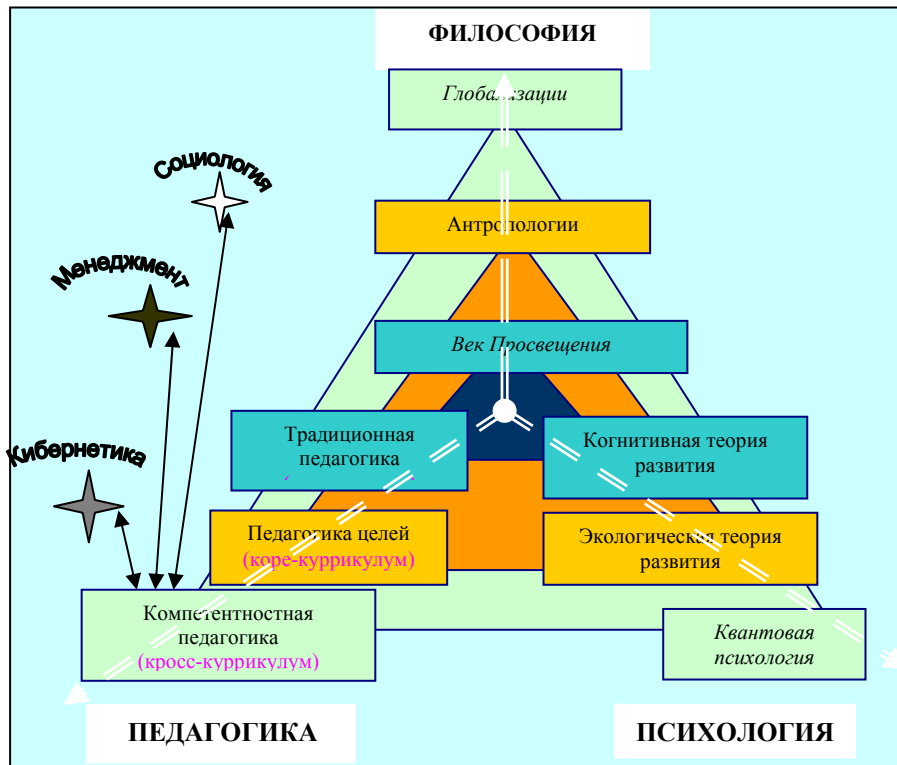 ФИЛОСОФИЯ
Глобализации
Социология
Антропологии
Менеджмент
Век Просвещения
Традиционная
педагогика
Когнитивная теория
развития
Кибернетика
Педагогика целей
(коре-куррикулум)
Экологическая теория
развития
Компетентностная
педагогика
(кросс-куррикулум)
Квантовая
психология
ПЕДАГОГИКА
ПСИХОЛОГИЯ